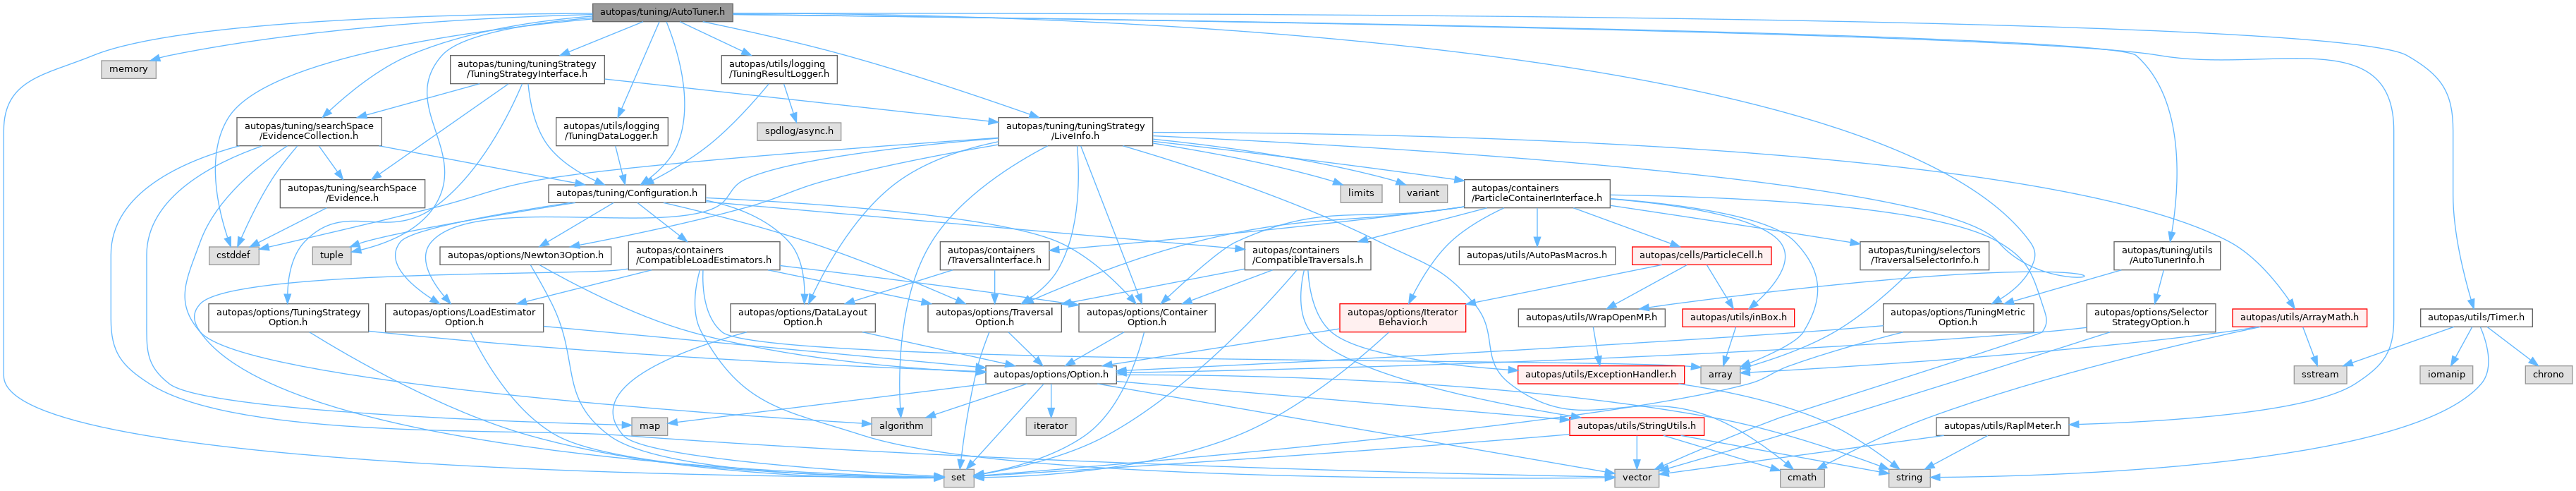 autopas/tuning/AutoTuner.h
memory
autopas/tuning/tuningStrategy
/TuningStrategyInterface.h
autopas/utils/logging
/TuningResultLogger.h
autopas/tuning/searchSpace
/EvidenceCollection.h
autopas/utils/logging
/TuningDataLogger.h
spdlog/async.h
autopas/tuning/tuningStrategy
/LiveInfo.h
autopas/tuning/searchSpace
/Evidence.h
autopas/tuning/Configuration.h
limits
variant
autopas/containers
/ParticleContainerInterface.h
cstddef
tuple
autopas/options/Newton3Option.h
autopas/containers
/CompatibleLoadEstimators.h
autopas/containers
/TraversalInterface.h
autopas/containers
/CompatibleTraversals.h
autopas/utils/AutoPasMacros.h
autopas/cells/ParticleCell.h
autopas/tuning/selectors
/TraversalSelectorInfo.h
autopas/tuning/utils
/AutoTunerInfo.h
autopas/options/TuningStrategy
Option.h
autopas/options/LoadEstimator
Option.h
autopas/options/DataLayout
Option.h
autopas/options/Traversal
Option.h
autopas/options/Container
Option.h
autopas/options/Iterator
Behavior.h
autopas/utils/WrapOpenMP.h
autopas/utils/inBox.h
autopas/options/TuningMetric
Option.h
autopas/options/Selector
StrategyOption.h
autopas/utils/ArrayMath.h
autopas/utils/Timer.h
autopas/options/Option.h
autopas/utils/ExceptionHandler.h
array
sstream
iomanip
chrono
map
algorithm
iterator
autopas/utils/StringUtils.h
autopas/utils/RaplMeter.h
set
vector
cmath
string